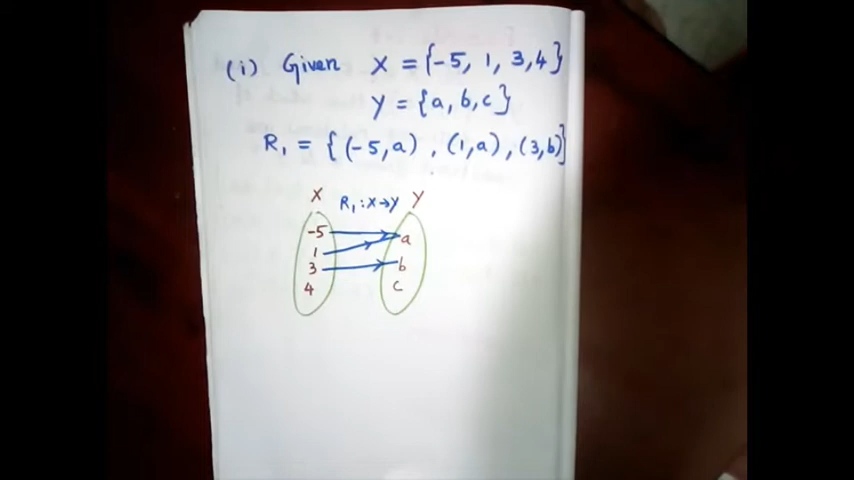 (i) Given X = {-5, 1, 3, 4}
Y = {a, b, c}
R₁ = { (-5, a) , (1, a) , (3, b)}
X R₁ : X → Y Y
-5 a
1
3 b
4 c